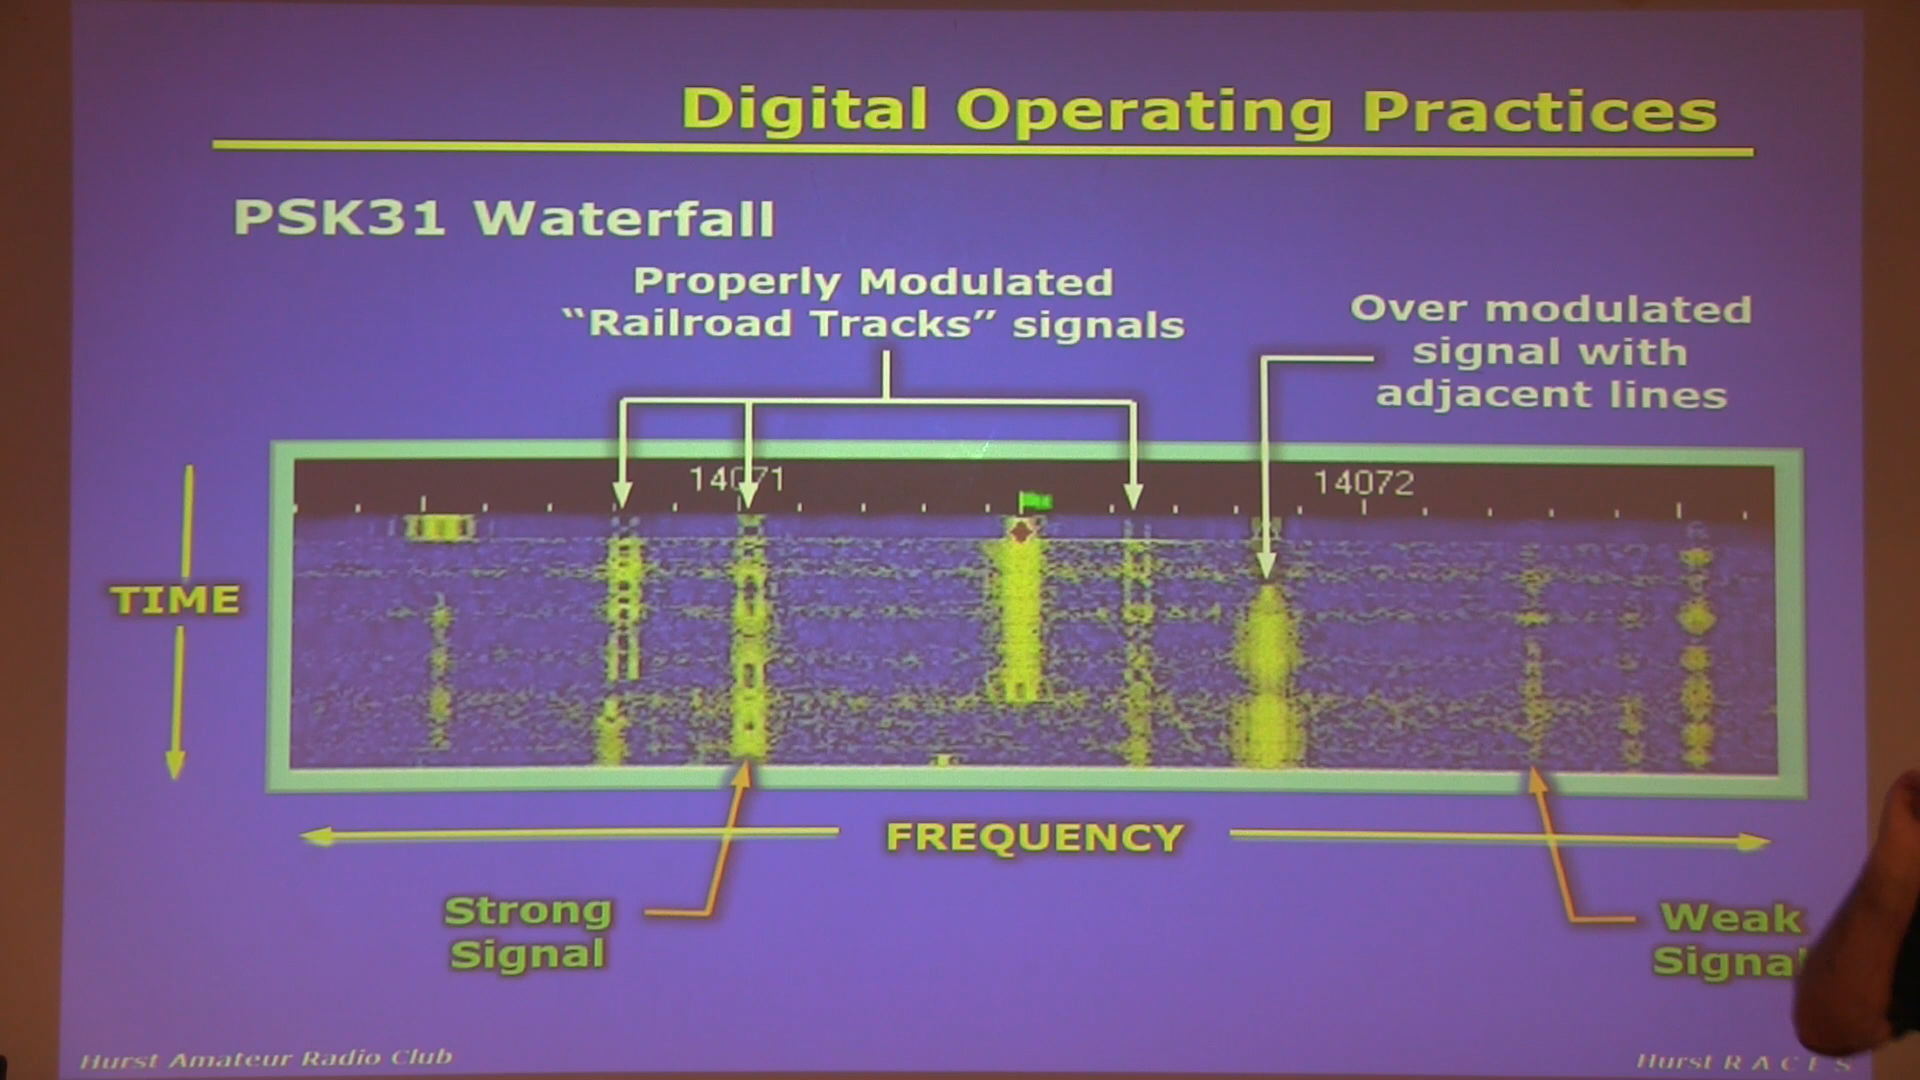 Digital Operating Practices
PSK31 Waterfall
Properly Modulated
“Railroad Tracks” signals
Over modulated
signal with
adjacent lines
14071
14072
TIME
FREQUENCY
Strong
Signal
Weak
Signal
Hurst Amateur Radio Club
Hurst R A C E S